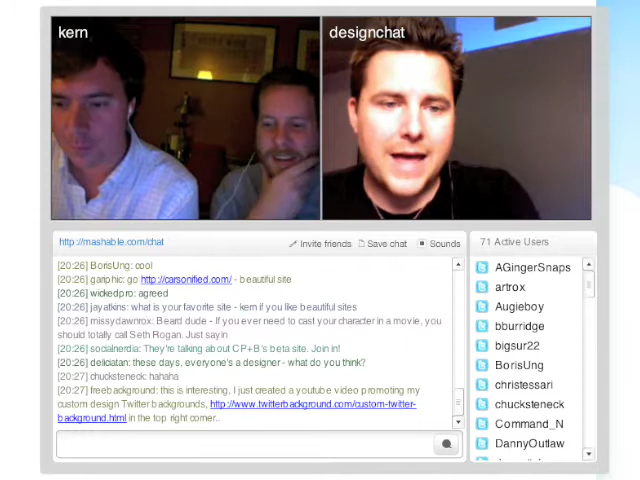 kern
designchat
http://mashable.com/chat
Invite friends
Save chat
Sounds
71 Active Users
[20:26] BorisUng: cool
[20:26] gariphic: go http://carsonified.com/ - beautiful site
[20:26] wickedpro: agreed
[20:26] jayatkins: what is your favorite site - kern if you like beautiful sites
[20:26] missydawnrox: Beard dude - If you ever need to cast your character in a movie, you
should totally call Seth Rogan. Just sayin
[20:26] socialnerdia: They're talking about CP+B's beta site. Join in!
[20:26] deliciatan: these days, everyone's a designer - what do you think?
[20:27] chucksteneck: hahaha
[20:27] freebackground: this is interesting, I just created a youtube video promoting my
custom design Twitter backgrounds, http://www.twitterbackground.com/custom-twitter-
background.html in the top right corner..
AGingerSnaps
artrox
Augieboy
bburridge
bigsur22
BorisUng
christessari
chucksteneck
Command_N
DannyOutlaw